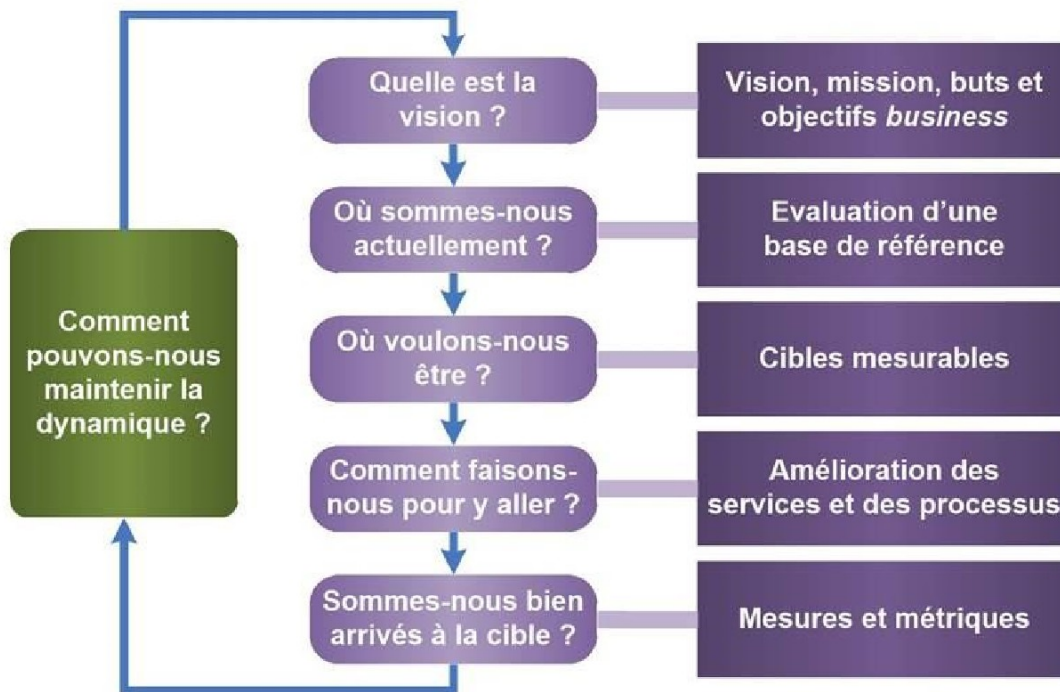 Quelle est la
vision ?
Vision, mission, buts et
objectifs business
Où sommes-nous
actuellement ?
Evaluation d'une
base de référence
Où voulons-nous
être ?
Cibles mesurables
Comment faisons-
nous pour y aller ?
Amélioration des
services et des processus
Sommes-nous bien
arrivés à la cible ?
Mesures et métriques
Comment
pouvons-nous
maintenir la
dynamique ?